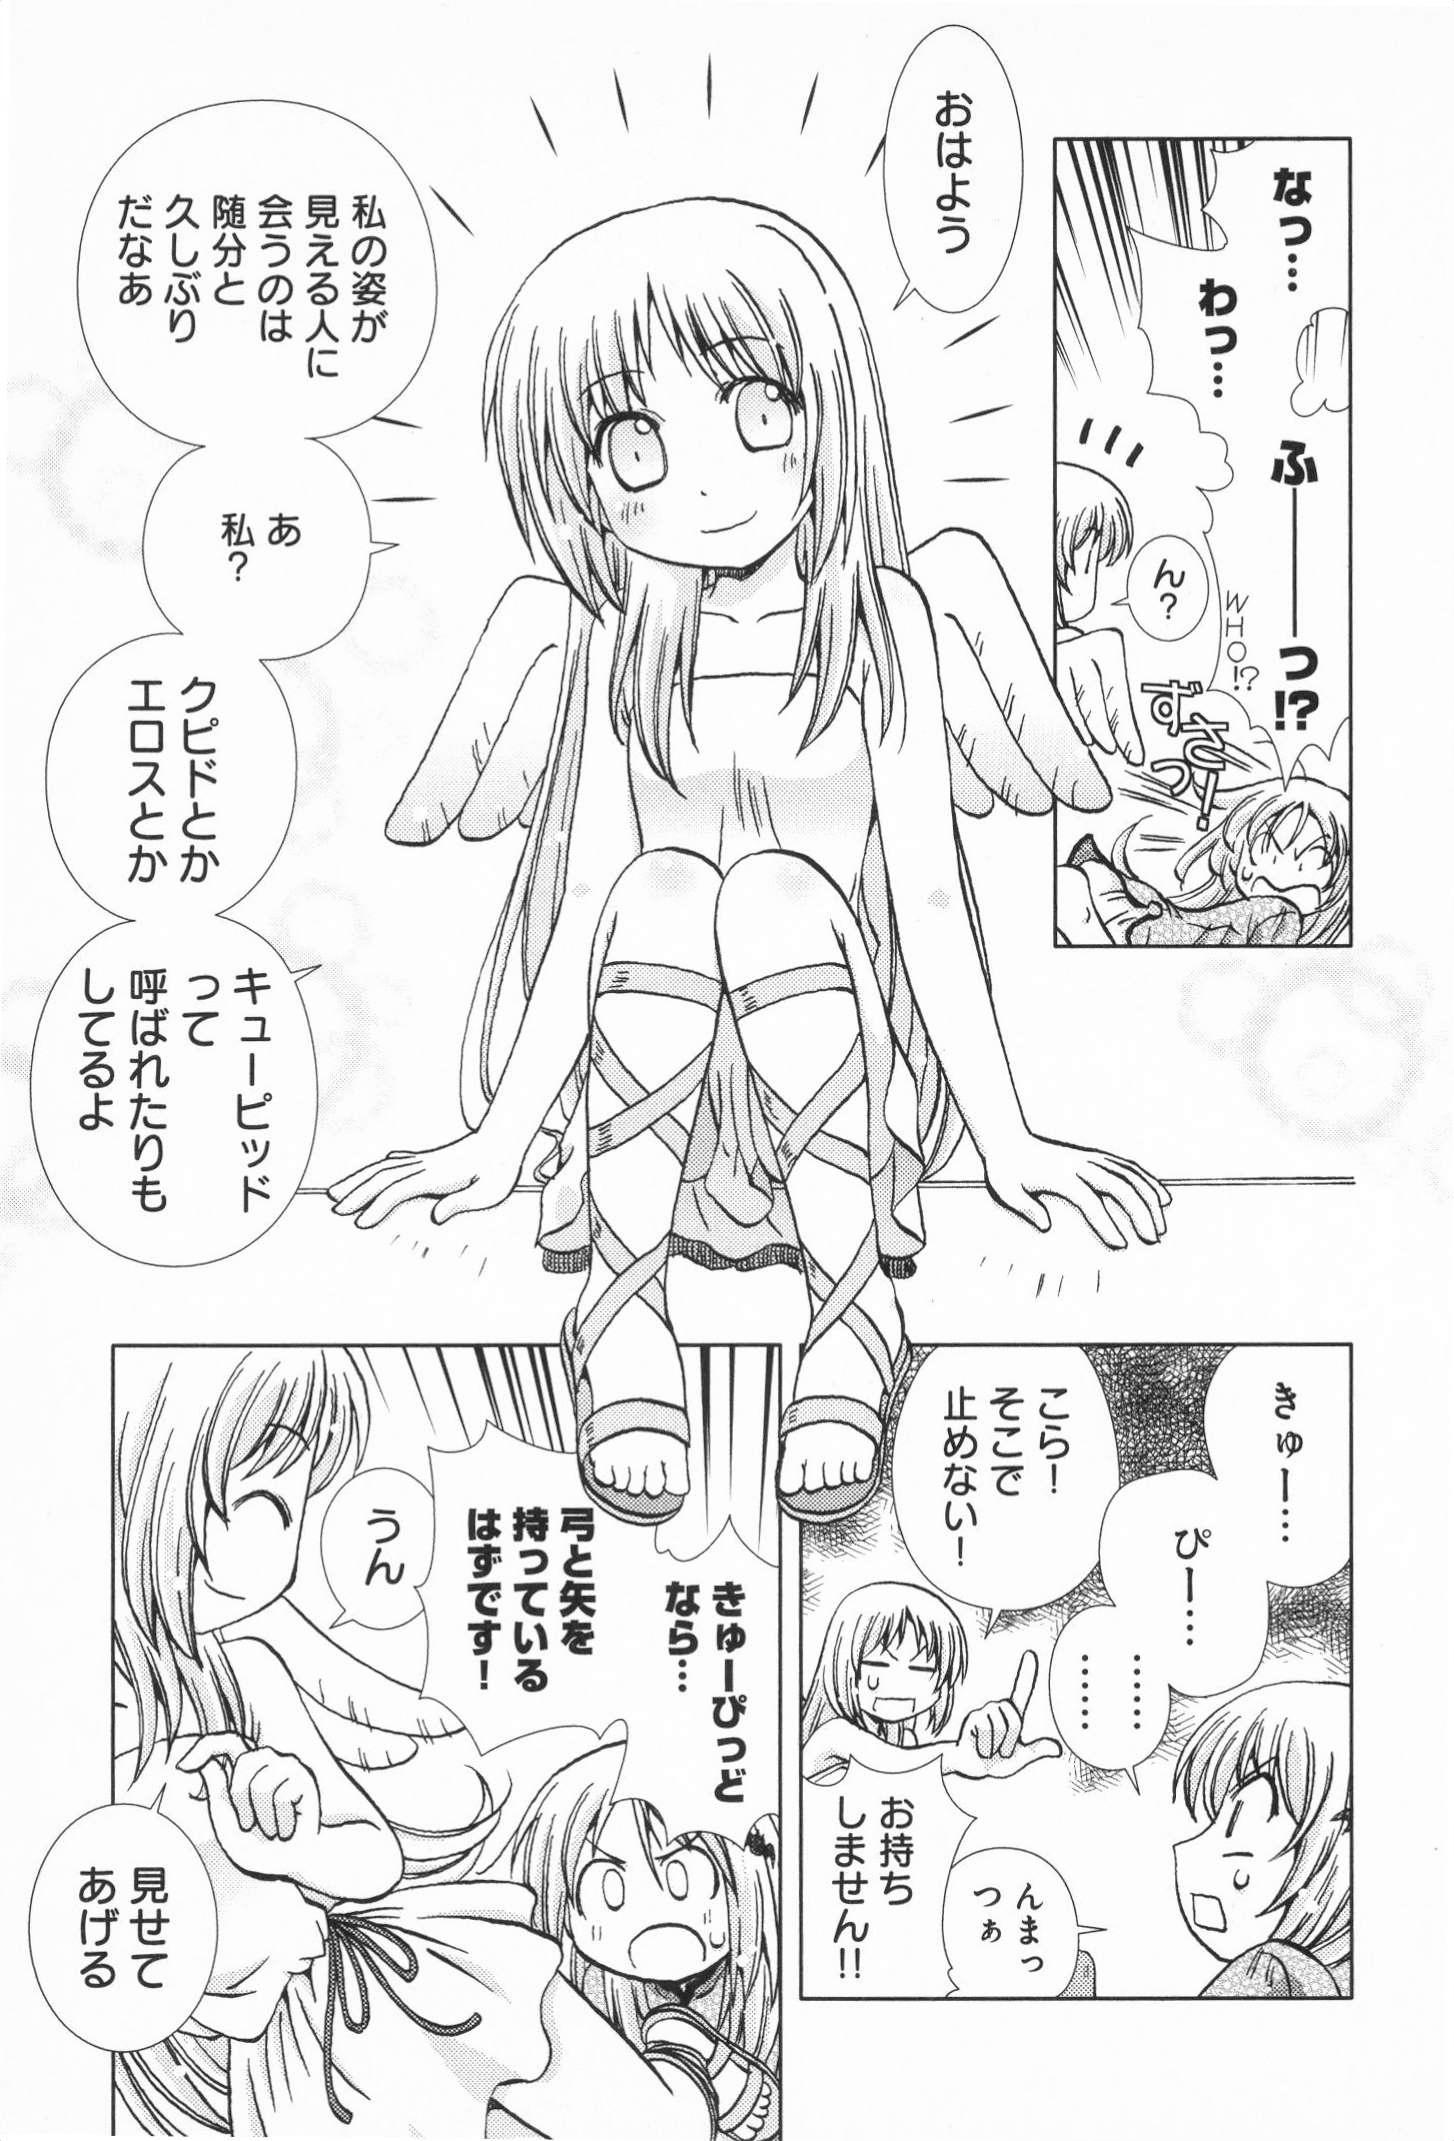 なっ…
わっ…
ふーーーっ!?
ん?
WHO!?
ずさっ!
おはよう
私の姿が
見える人に
会うのは
随分と
久しぶり
だなあ
あ
私?
クピドとか
エロスとか
キューピッド
って
呼ばれたりも
してるよ
きゅー…
ぴー…
………
………
こら!
そこで
止めない!
んまっ
つぁ
お持ち
しません!!
きゅーぴっど
なら…
弓と矢を
持っている
はずです!
うん
見せて
あげる